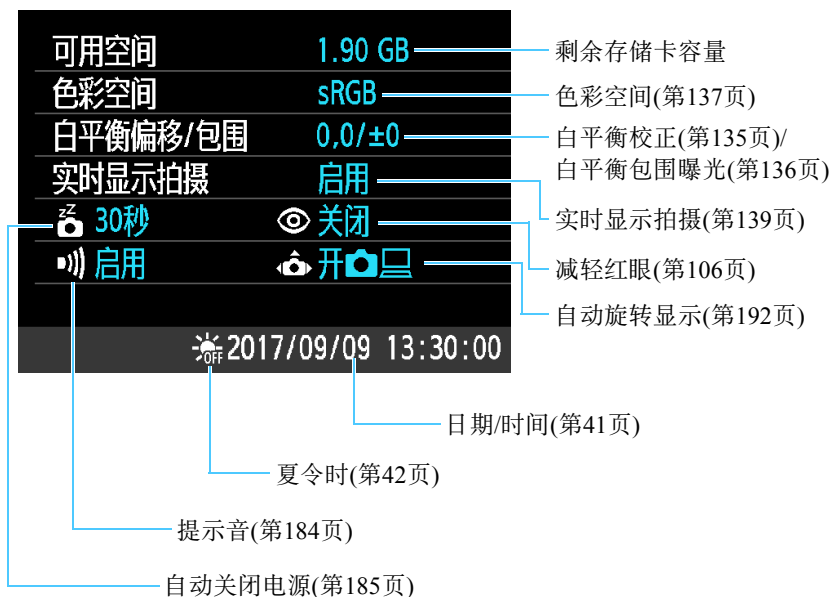 可用空间 1.90 GB 剩余存储卡容量
色彩空间 sRGB 色彩空间(第137页)
白平衡偏移/包围 0,0/±0 白平衡校正(第135页)/
白平衡包围曝光(第136页)
实时显示拍摄 启用
实时显示拍摄(第139页)
zZ 30秒 关闭
减轻红眼(第106页)
启用 开
自动旋转显示(第192页)
OFF 2017/09/09 13:30:00
日期/时间(第41页)
夏令时(第42页)
提示音(第184页)
自动关闭电源(第185页)